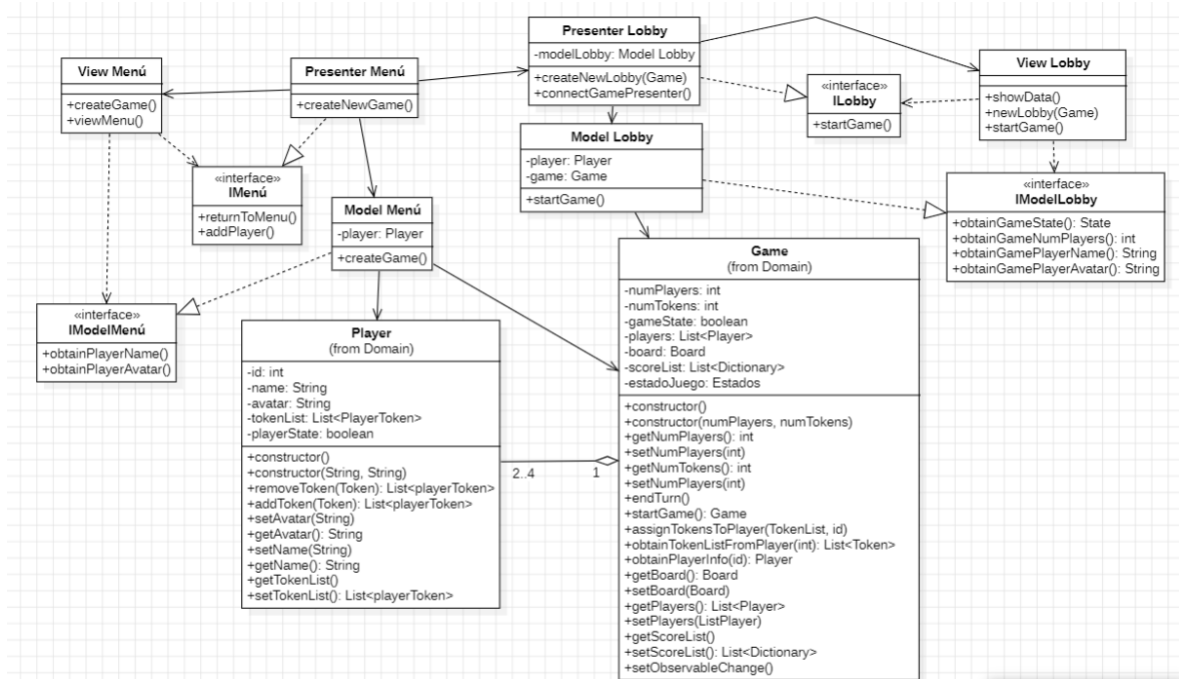 Presenter Lobby
-modelLobby: Model Lobby
+createNewLobby(Game)
+connectGamePresenter()
View Menú
+createGame()
+viewMenu()
Presenter Menú
+createNewGame()
View Lobby
+showData()
+newLobby(Game)
+startGame()
«interface»
ILobby
+startGame()
Model Lobby
-player: Player
-game: Game
+startGame()
«interface»
IMenú
+returnToMenu()
+addPlayer()
«interface»
IModelLobby
+obtainGameState(): State
+obtainGameNumPlayers(): int
+obtainGamePlayerName(): String
+obtainGamePlayerAvatar(): String
Model Menú
-player: Player
+createGame()
«interface»
IModelMenú
+obtainPlayerName()
+obtainPlayerAvatar()
Player
(from Domain)
-id: int
-name: String
-avatar: String
-tokenList: List<PlayerToken>
-playerState: boolean
+constructor()
+constructor(String, String)
+removeToken(Token): List<playerToken>
+addToken(Token): List<playerToken>
+setAvatar(String)
+getAvatar(): String
+setName(String)
+getName(): String
+getTokenList()
+setTokenList(): List<playerToken>
2..4
1
Game
(from Domain)
-numPlayers: int
-numTokens: int
-gameState: boolean
-players: List<Player>
-board: Board
-scoreList: List<Dictionary>
-estadoJuego: Estados
+constructor()
+constructor(numPlayers, numTokens)
+getNumPlayers(): int
+setNumPlayers(int)
+getNumTokens(): int
+setNumPlayers(int)
+endTurn()
+startGame(): Game
+assignTokensToPlayer(TokenList, id)
+obtainTokenListFromPlayer(int): List<Token>
+obtainPlayerInfo(id): Player
+getBoard(): Board
+setBoard(Board)
+getPlayers(): List<Player>
+setPlayers(ListPlayer)
+getScoreList()
+setScoreList(): List<Dictionary>
+setObservableChange()